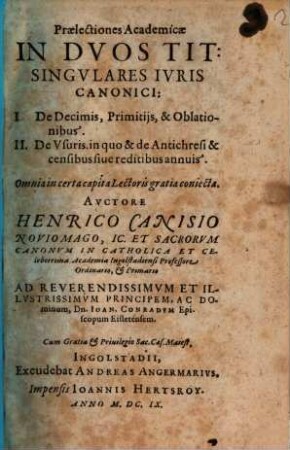 Prælectiones Academicæ
IN DVOS TIT:
SINGVLARES IVRIS
CANONICI:
I. De Decimis, Primitijs, & Oblatio-
nibus.
II. De Vsuris. in quo & de Antichresi &
censibus siue reditibus annuis.
Omnia in certa capita Lectoris gratia coniecta.
AVCTORE
HENRICO CANISIO
NOVIOMAGO, IC. ET SACRORVM
CANONVM IN CATHOLICA ET CE-
leberrima Academia Ingolstadiensi Professore
Ordinario, & Primario
AD REVERENDISSIMVM ET IL-
LVSTRISSIMVM PRINCIPEM, AC DO-
minum, Dn. IOAN. CONRADVM Epi-
scopum Eistetensem.
Cum Gratia & Priuilegio Sac. Cæs. Maiest.
INGOLSTADII,
Excudebat ANDREAS ANGERMARIVS,
Impensis IOANNIS HERTSROY.
ANNO M. DC. IX.